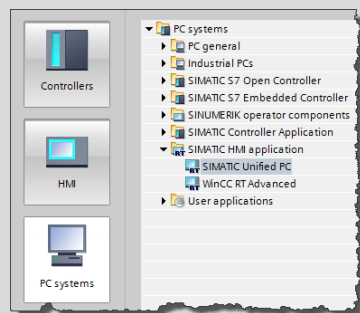 Controllers
HMI
PC systems
PC systems
PC general
Industrial PCs
SIMATIC S7 Open Controller
SIMATIC S7 Embedded Controller
SINUMERIK operator components
SIMATIC Controller Application
SIMATIC HMI application
SIMATIC Unified PC
WinCC RT Advanced
User applications